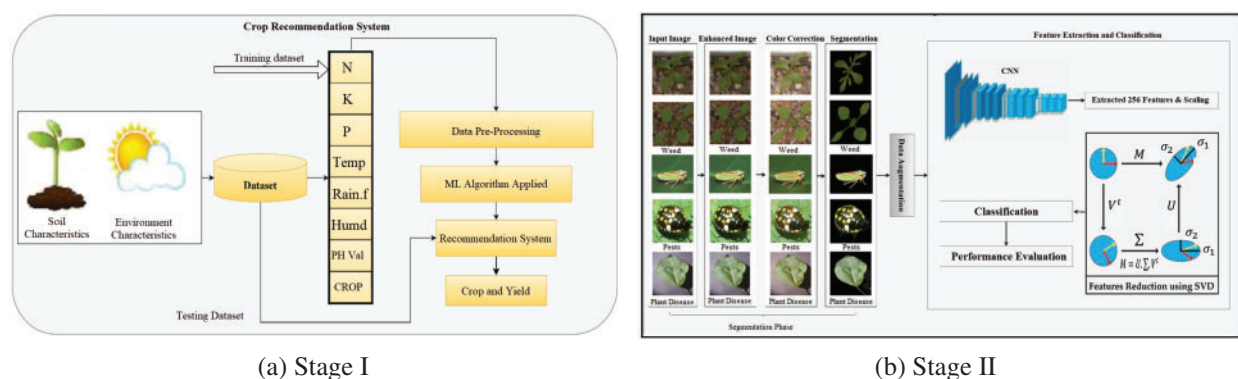 Crop Recommendation System
Training dataset
N
K
P
Temp
Rain.f
Humd
PH Val
CROP
Soil
Characteristics
Environment
Characteristics
Dataset
Data Pre-Processing
ML Algorithm Applied
Recommendation System
Crop and Yield
Testing Dataset
(a) Stage I
Input Image Enhanced Image Color Correction Segmentation
Weed Weed Weed Weed
Pests Pests Pests Pests
Plant Disease Plant Disease Plant Disease Plant Disease
Segmentation Phase
Data Augmentation
Feature Extraction and Classification
CNN
Extracted 256 Features & Scaling
M
σ2 σ1
V^t
U
Σ
σ2 σ1
M = U.Σ V^t
Features Reduction using SVD
Classification
Performance Evaluation
(b) Stage II